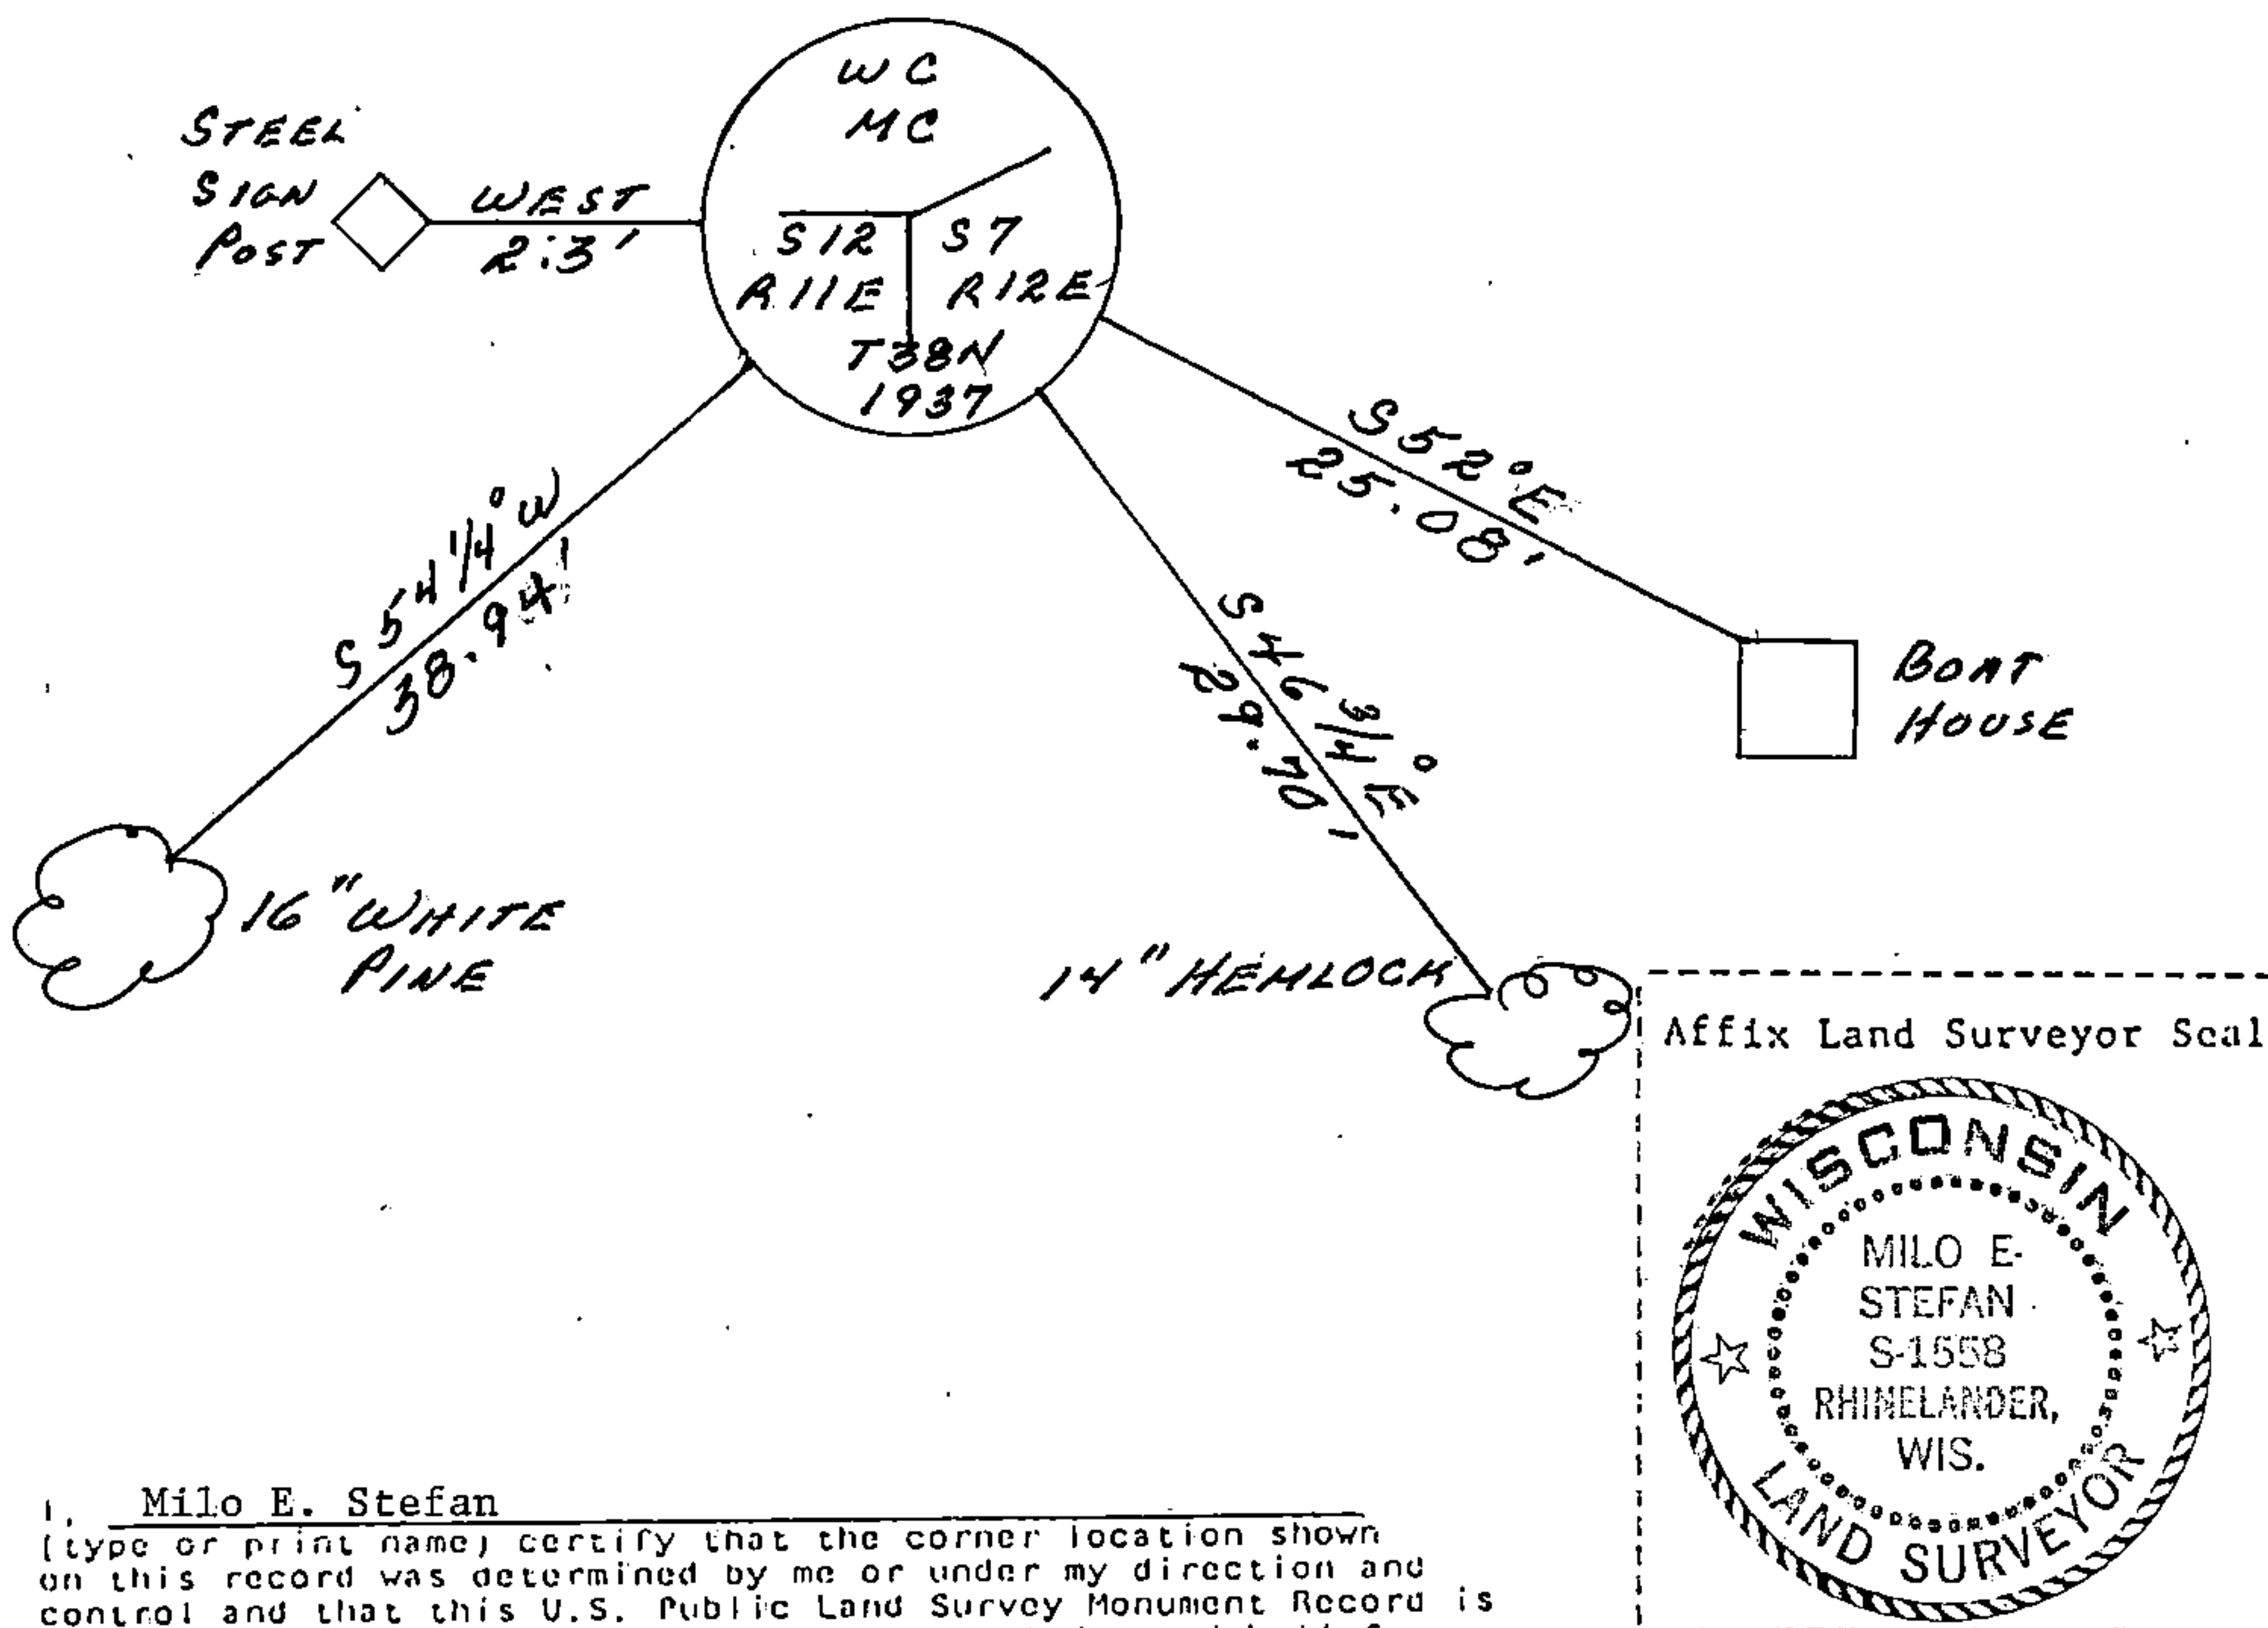 WC
MC
STEEL
SIGN
POST
WEST
2.3'
S12 S7
R11E R12E
T38N
1937
S 54 1/4° W
38.94'
S 46 3/4° E
29.70'
S52°E
25.08'
BOAT
HOUSE
16" WHITE
PINE
14" HEMLOCK
Affix Land Surveyor Seal
WISCONSIN
MILO E.
STEFAN
S-1558
RHINELANDER,
WIS.
LAND SURVEYOR
I, Milo E. Stefan
(type or print name) certify that the corner location shown
on this record was determined by me or under my direction and
control and that this U.S. Public Land Survey Monument Record is